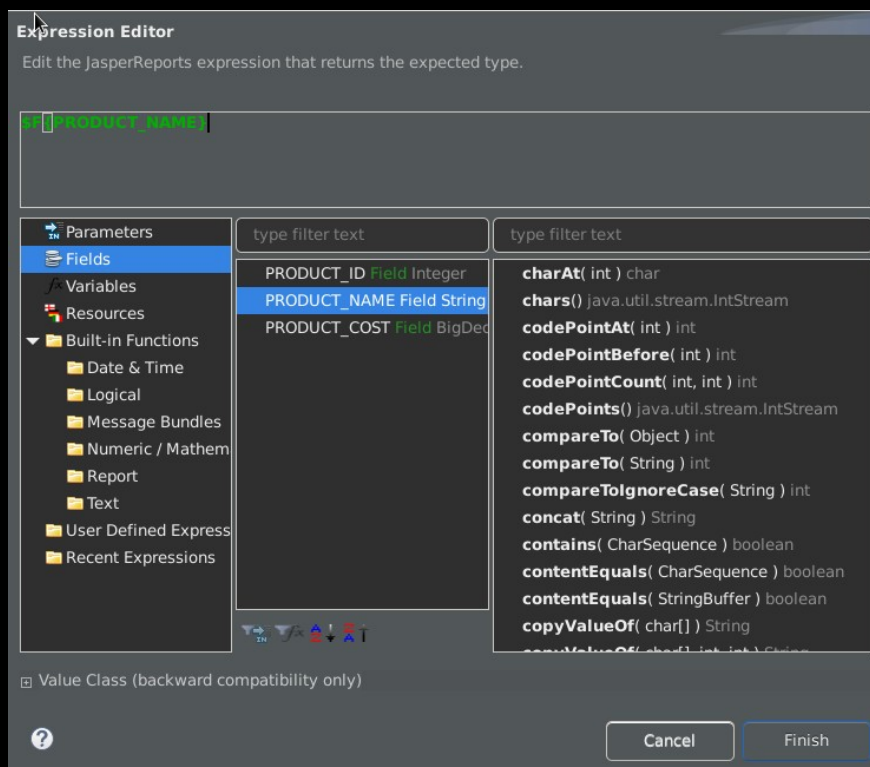 Expression Editor
Edit the JasperReports expression that returns the expected type.
$F{PRODUCT_NAME}
Parameters
Fields
Variables
Resources
Built-in Functions
Date & Time
Logical
Message Bundles
Numeric / Mathem
Report
Text
User Defined Express
Recent Expressions
type filter text
PRODUCT_ID Field Integer
PRODUCT_NAME Field String
PRODUCT_COST Field BigDec
type filter text
charAt( int ) char
chars() java.util.stream.IntStream
codePointAt( int ) int
codePointBefore( int ) int
codePointCount( int, int ) int
codePoints() java.util.stream.IntStream
compareTo( Object ) int
compareTo( String ) int
compareToIgnoreCase( String ) int
concat( String ) String
contains( CharSequence ) boolean
contentEquals( CharSequence ) boolean
contentEquals( StringBuffer ) boolean
copyValueOf( char[] ) String
copyValueOf( char[], int, int ) String
Value Class (backward compatibility only)
Cancel
Finish